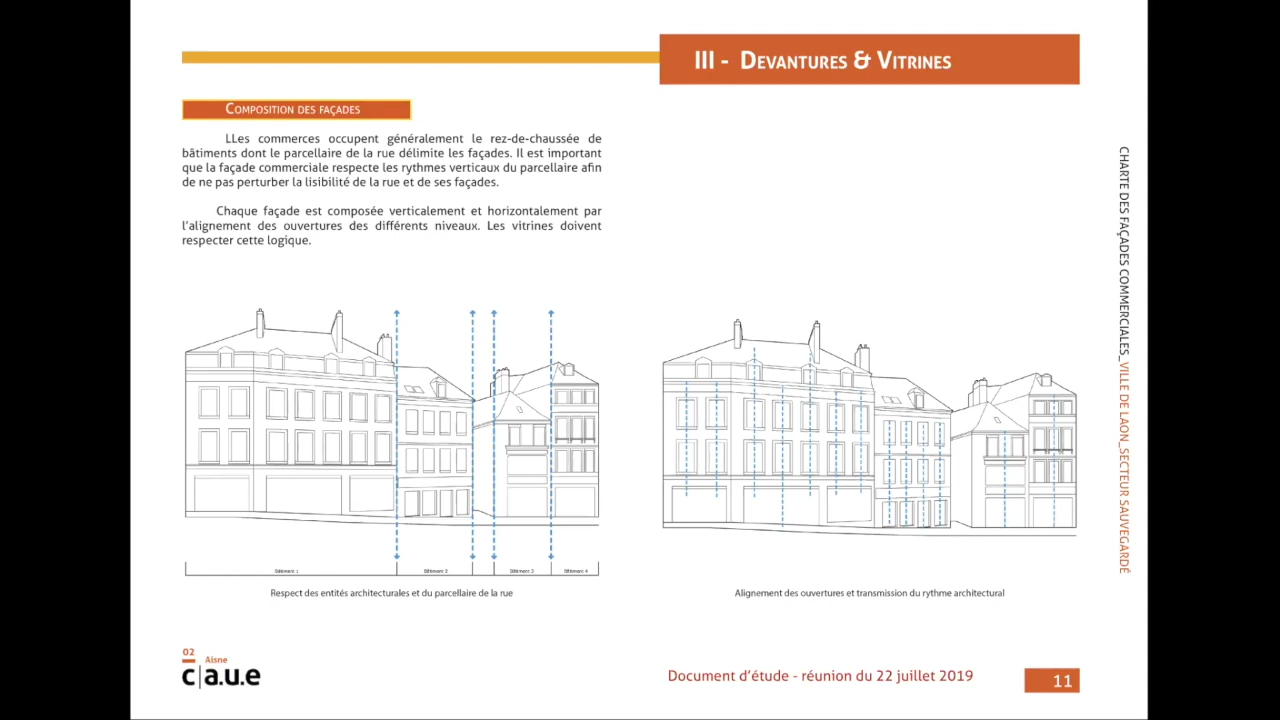 III - Devantures & Vitrines
Composition des façades
LLes commerces occupent généralement le rez-de-chaussée de
bâtiments dont le parcellaire de la rue délimite les façades. Il est important
que la façade commerciale respecte les rythmes verticaux du parcellaire afin
de ne pas perturber la lisibilité de la rue et de ses façades.
Chaque façade est composée verticalement et horizontalement par
l'alignement des ouvertures des différents niveaux. Les vitrines doivent
respecter cette logique.
Bâtiment 1
Bâtiment 2
Bâtiment 3
Bâtiment 4
Respect des entités architecturales et du parcellaire de la rue
Alignement des ouvertures et transmission du rythme architectural
CHARTE DES FAÇADES COMMERCIALES_VILLE DE LAON_SECTEUR SAUVEGARDÉ
02
Aisne
c|a.u.e
Document d'étude - réunion du 22 juillet 2019
11